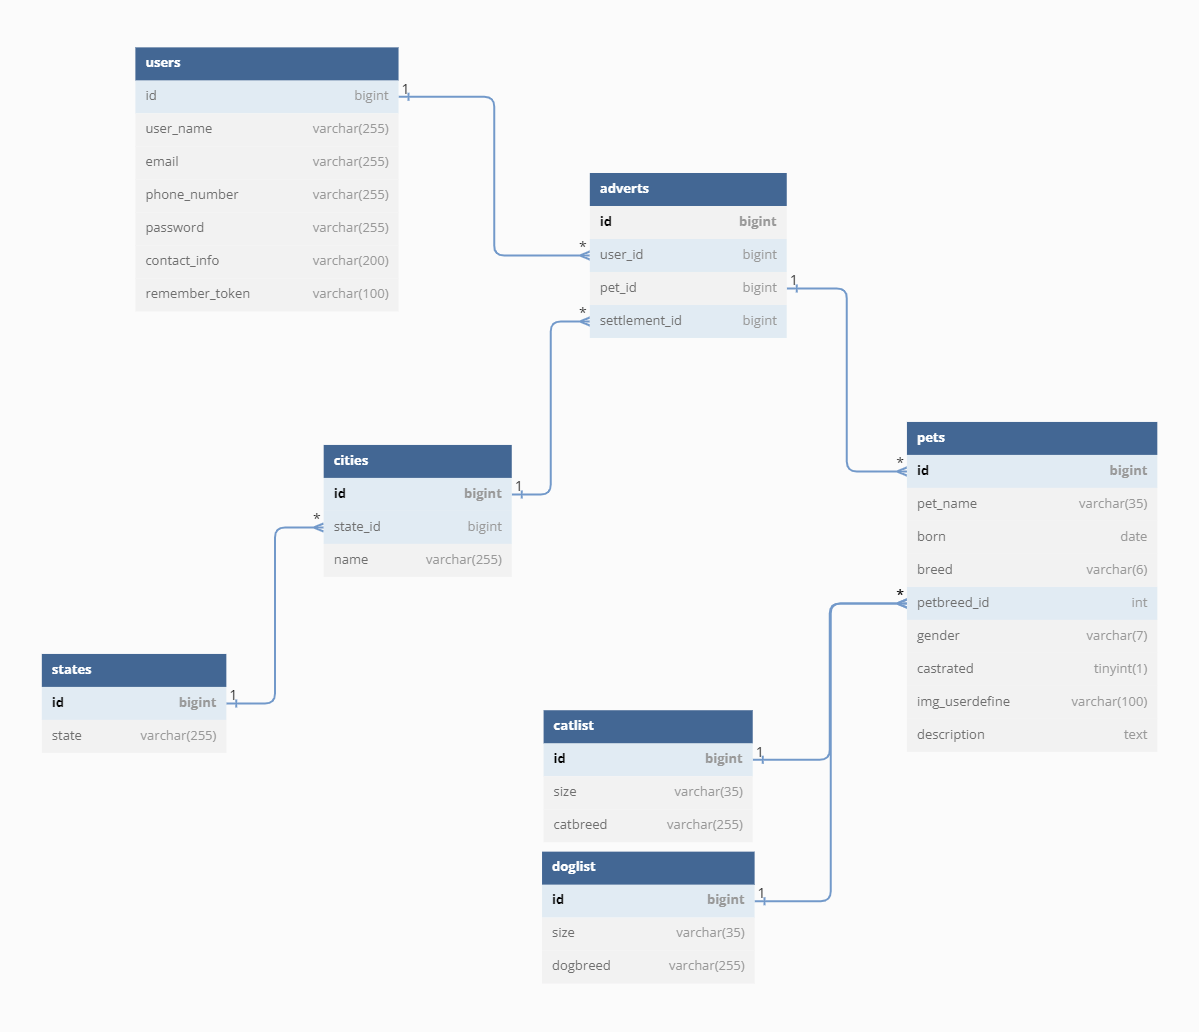 users
id bigint
user_name varchar(255)
email varchar(255)
phone_number varchar(255)
password varchar(255)
contact_info varchar(200)
remember_token varchar(100)
1
*
adverts
id bigint
user_id bigint
pet_id bigint
settlement_id bigint
1
*
*
pets
id bigint
pet_name varchar(35)
born date
breed varchar(6)
petbreed_id int
gender varchar(7)
castrated tinyint(1)
img_userdefine varchar(100)
description text
*
cities
id bigint
state_id bigint
name varchar(255)
1
*
states
id bigint
state varchar(255)
1
*
catlist
id bigint
size varchar(35)
catbreed varchar(255)
1
doglist
id bigint
size varchar(35)
dogbreed varchar(255)
1